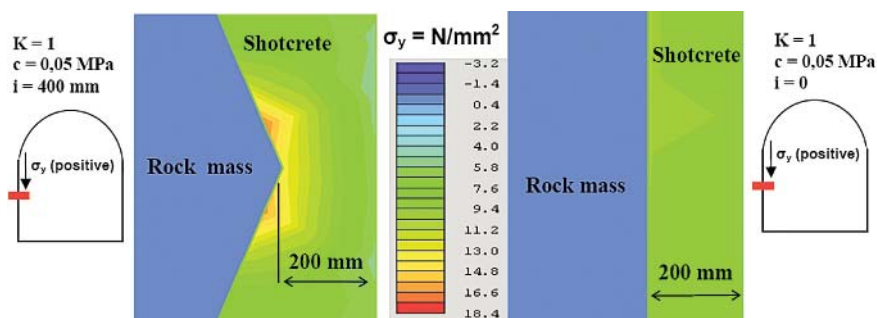 K = 1
c = 0,05 MPa
i = 400 mm
σy (positive)
Shotcrete
Rock mass
200 mm
σy = N/mm²
-3.2
-1.4
0.4
2.2
4.0
5.8
7.6
9.4
11.2
13.0
14.8
16.6
18.4
Shotcrete
Rock mass
200 mm
K = 1
c = 0,05 MPa
i = 0
σy (positive)